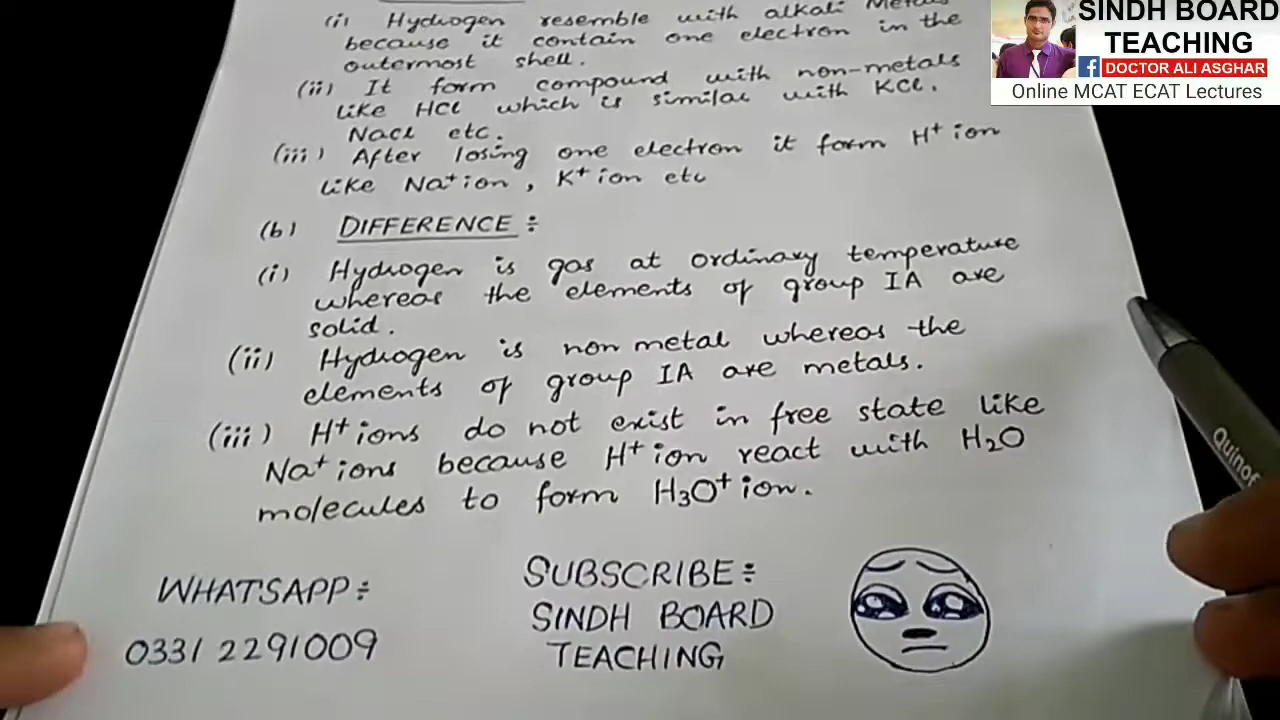 (i) Hydrogen resemble with alkali Metals
because it contain one electron in the
outermost shell.
(ii) It form compound with non-metals
like HCl which is similar with KCl,
NaCl etc.
(iii) After losing one electron it form H⁺ ion
like Na⁺ ion, K⁺ ion etc
(b) DIFFERENCE ÷
(i) Hydrogen is gas at ordinary temperature
whereas the elements of group IA are
solid.
(ii) Hydrogen is non metal whereas the
elements of group IA are metals.
(iii) H⁺ ions do not exist in free state like
Na⁺ ions because H⁺ ion react with H₂O
molecules to form H₃O⁺ ion.
WHATSAPP ÷
0331 2291009
SUBSCRIBE ÷
SINDH BOARD
TEACHING
SINDH BOARD
TEACHING
f DOCTOR ALI ASGHAR
Online MCAT ECAT Lectures